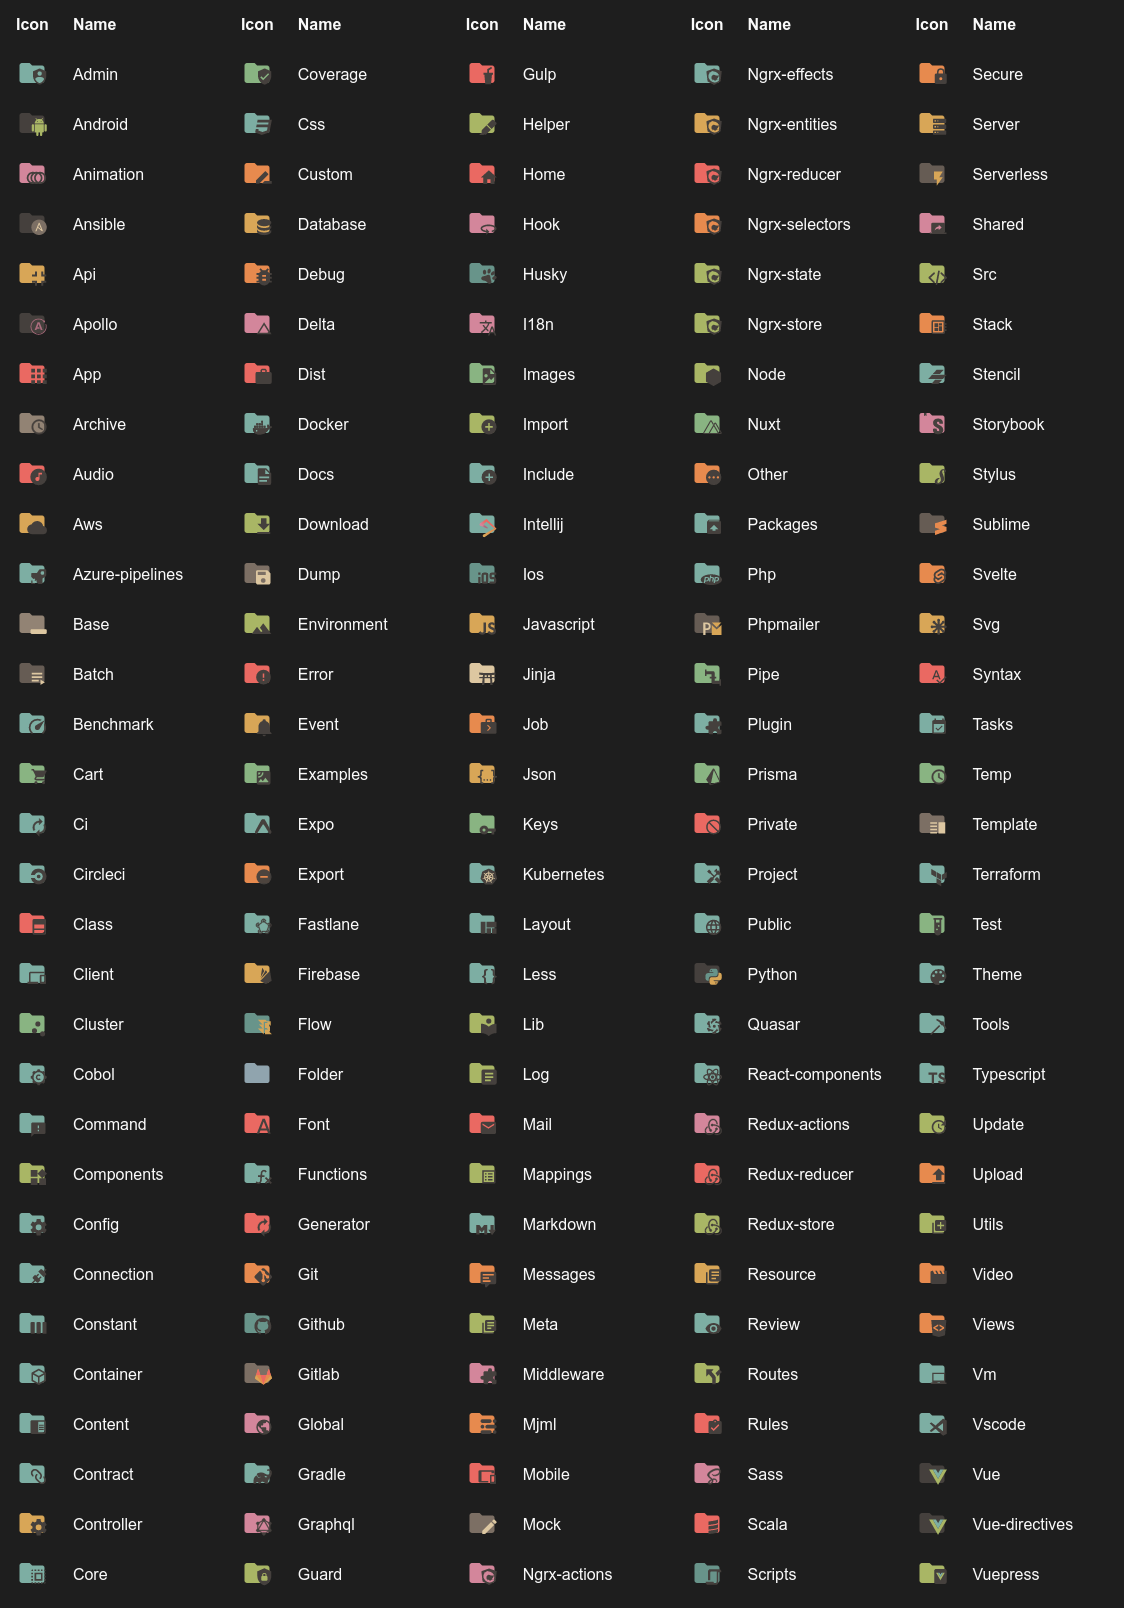 Icon Name Icon Name Icon Name Icon Name Icon Name
Admin Coverage Gulp Ngrx-effects Secure
Android Css Helper Ngrx-entities Server
Animation Custom Home Ngrx-reducer Serverless
Ansible Database Hook Ngrx-selectors Shared
Api Debug Husky Ngrx-state Src
Apollo Delta I18n Ngrx-store Stack
App Dist Images Node Stencil
Archive Docker Import Nuxt Storybook
Audio Docs Include Other Stylus
Aws Download Intellij Packages Sublime
Azure-pipelines Dump Ios Php Svelte
Base Environment Javascript Phpmailer Svg
Batch Error Jinja Pipe Syntax
Benchmark Event Job Plugin Tasks
Cart Examples Json Prisma Temp
Ci Expo Keys Private Template
Circleci Export Kubernetes Project Terraform
Class Fastlane Layout Public Test
Client Firebase Less Python Theme
Cluster Flow Lib Quasar Tools
Cobol Folder Log React-components Typescript
Command Font Mail Redux-actions Update
Components Functions Mappings Redux-reducer Upload
Config Generator Markdown Redux-store Utils
Connection Git Messages Resource Video
Constant Github Meta Review Views
Container Gitlab Middleware Routes Vm
Content Global Mjml Rules Vscode
Contract Gradle Mobile Sass Vue
Controller Graphql Mock Scala Vue-directives
Core Guard Ngrx-actions Scripts Vuepress